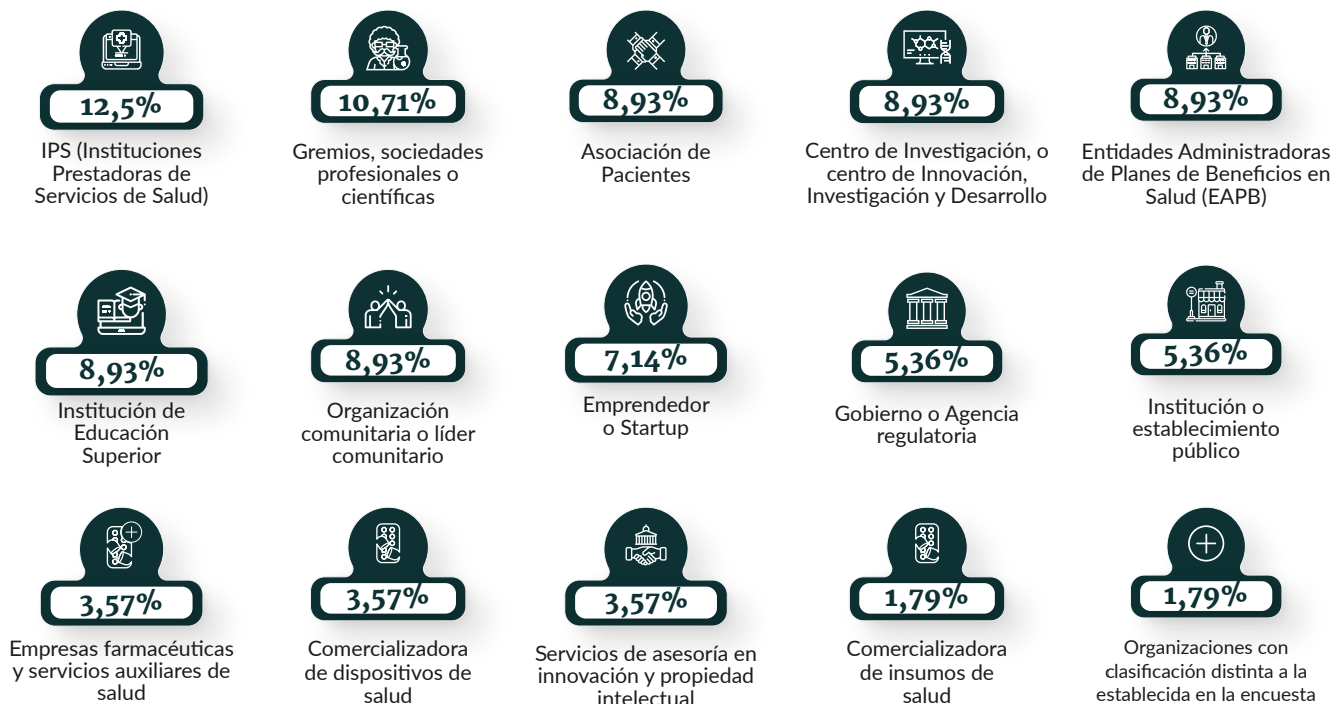 12,5%
IPS (Instituciones
Prestadoras de
Servicios de Salud)
10,71%
Gremios, sociedades
profesionales o
científicas
8,93%
Asociación de
Pacientes
8,93%
Centro de Investigación, o
centro de Innovación,
Investigación y Desarrollo
8,93%
Entidades Administradoras
de Planes de Beneficios en
Salud (EAPB)
8,93%
Institución de
Educación
Superior
8,93%
Organización
comunitaria o líder
comunitario
7,14%
Emprendedor
o Startup
5,36%
Gobierno o Agencia
regulatoria
5,36%
Institución o
establecimiento
público
3,57%
Empresas farmacéuticas
y servicios auxiliares de
salud
3,57%
Comercializadora
de dispositivos de
salud
3,57%
Servicios de asesoría en
innovación y propiedad
intelectual
1,79%
Comercializadora
de insumos de
salud
1,79%
Organizaciones con
clasificación distinta a la
establecida en la encuesta